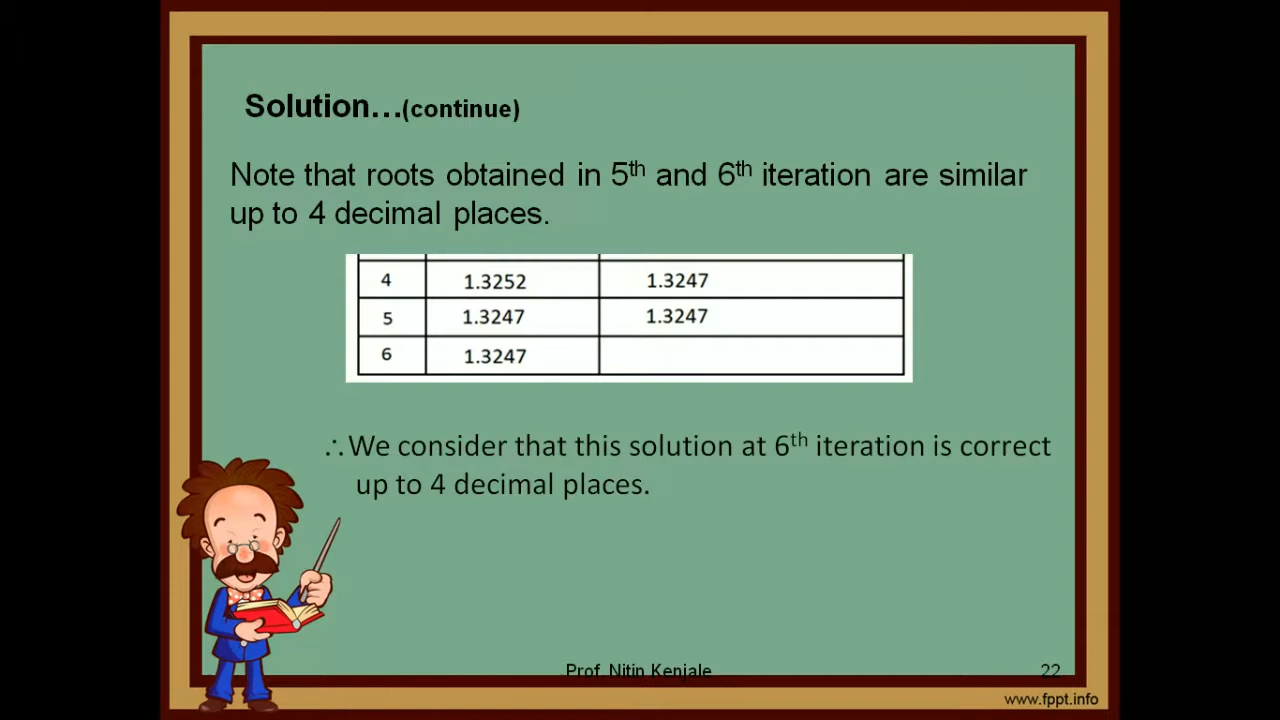 Solution…(continue)
Note that roots obtained in 5th and 6th iteration are similar
up to 4 decimal places.
4 1.3252 1.3247
5 1.3247 1.3247
6 1.3247
∴We consider that this solution at 6th iteration is correct
up to 4 decimal places.
Prof. Nitin Kenjale 22
www.fppt.info